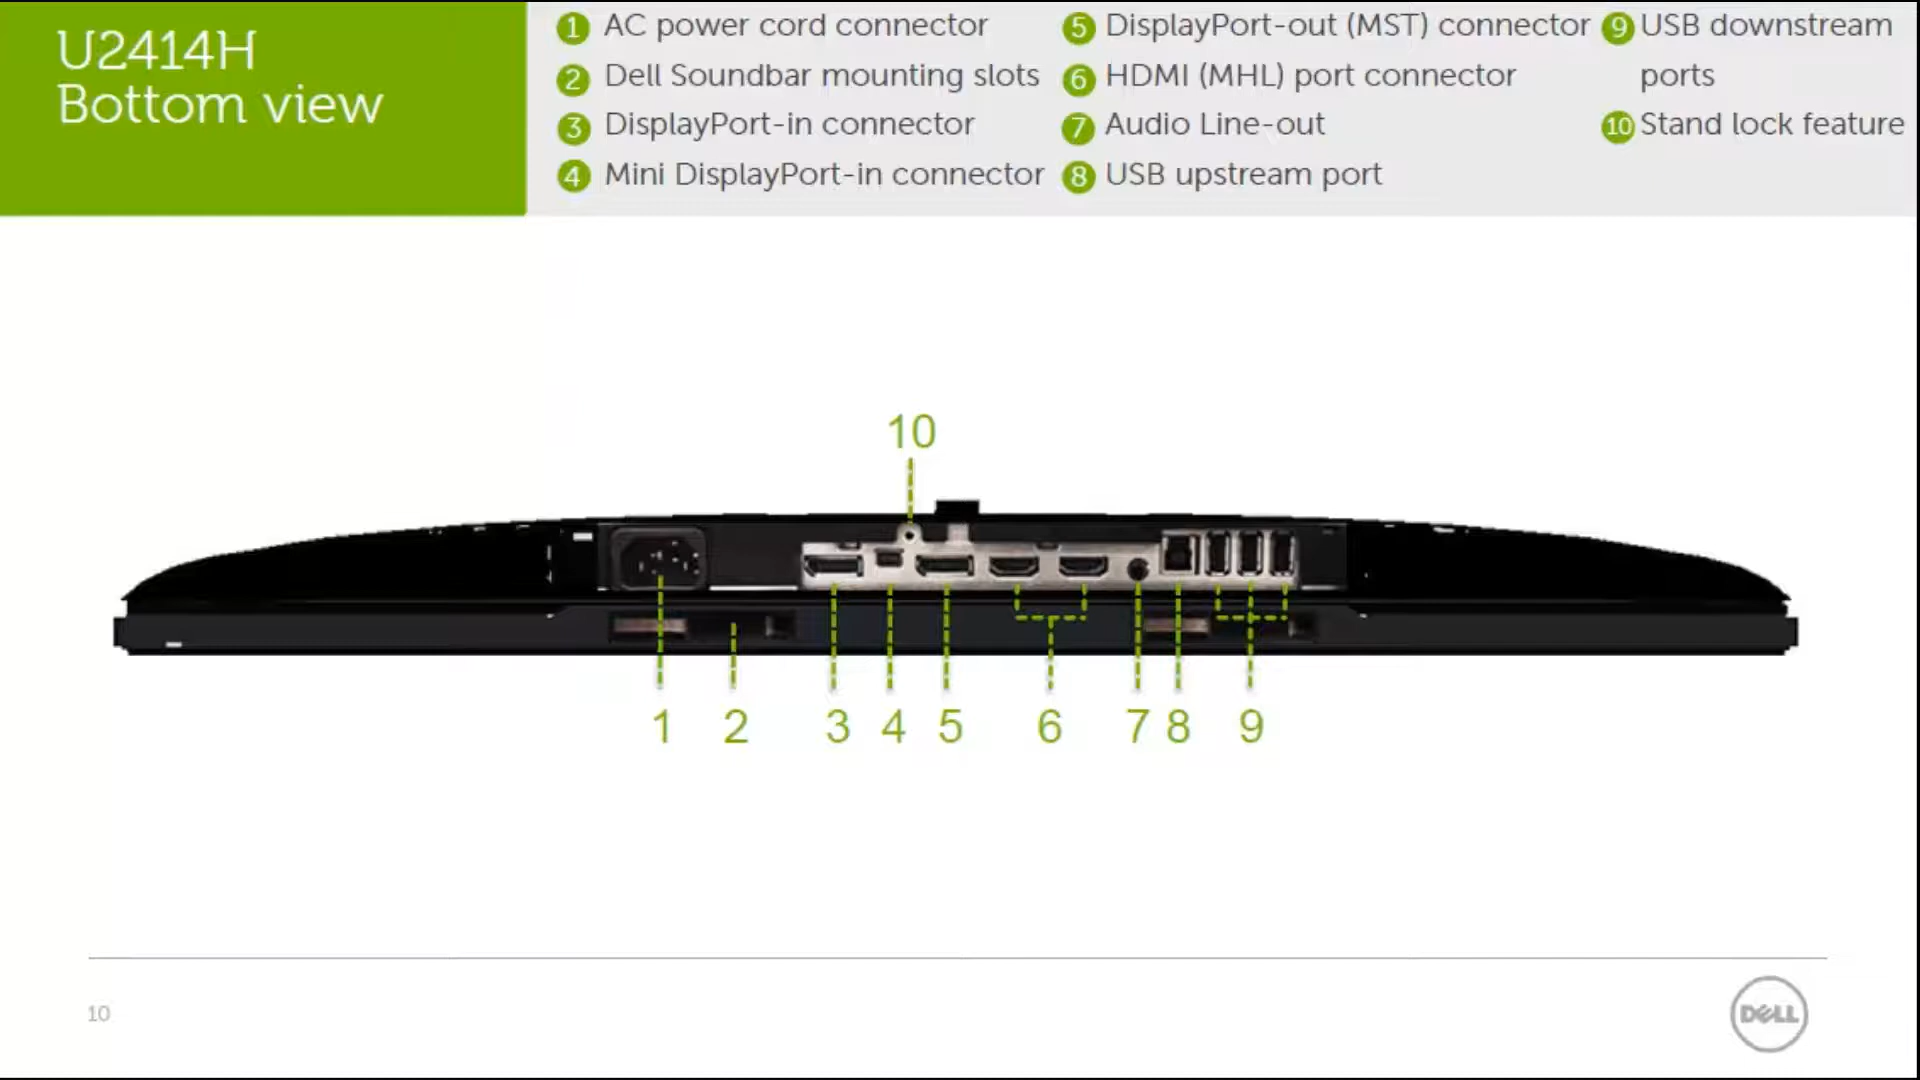 U2414H
Bottom view
1 AC power cord connector
2 Dell Soundbar mounting slots
3 DisplayPort-in connector
4 Mini DisplayPort-in connector
5 DisplayPort-out (MST) connector
6 HDMI (MHL) port connector
7 Audio Line-out
8 USB upstream port
9 USB downstream
ports
10 Stand lock feature
10
1 2 3 4 5 6 7 8 9
10
DELL